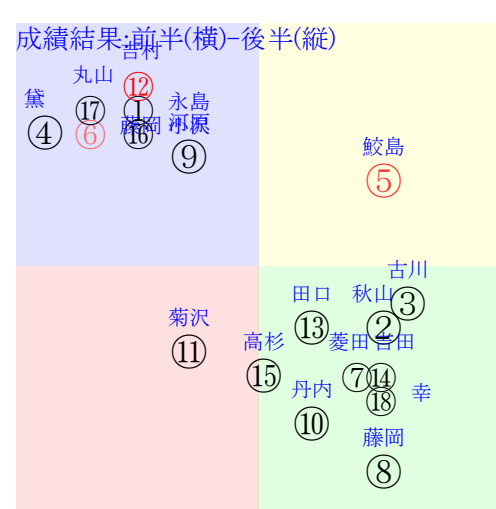 成績結果:前半(横)-後半(縦)
吉村
丸山
⑫
黛
⑰
①
永島
④
⑥
藤岡
⑯
河原
小沢
⑨
鮫島
⑤
古川
田口
秋山
③
菊沢
⑬
②
高杉
菱田
吉田
⑪
⑮
⑦
⑭
丹内
⑱
幸
⑩
藤岡
⑧